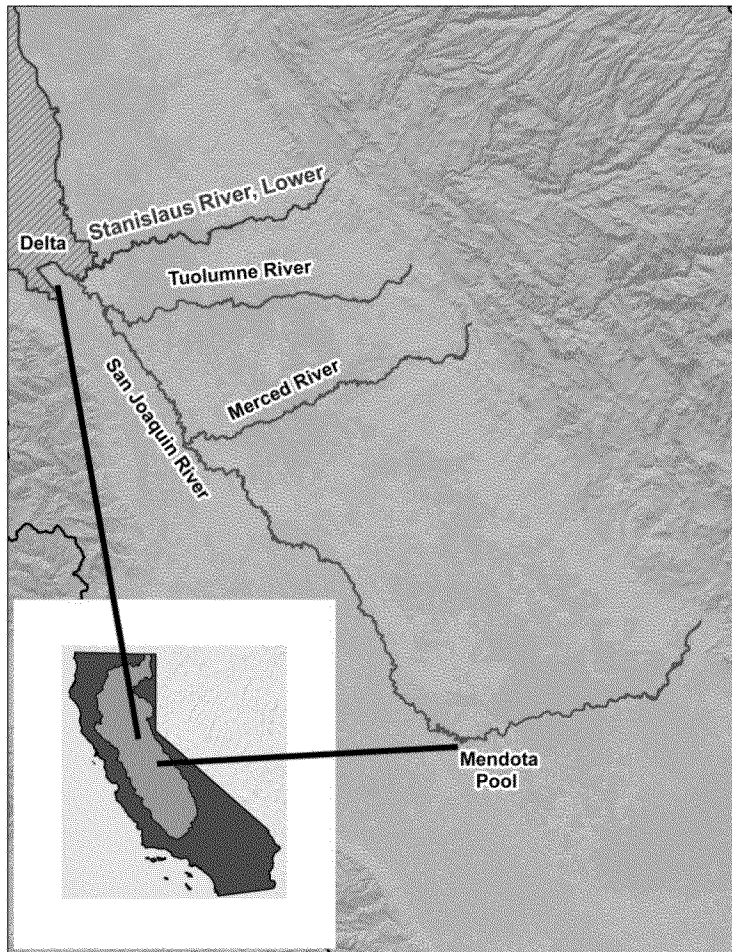 Stanislaus River, Lower
Delta
Tuolumne River
San Joaquin River
Merced River
Mendota
Pool